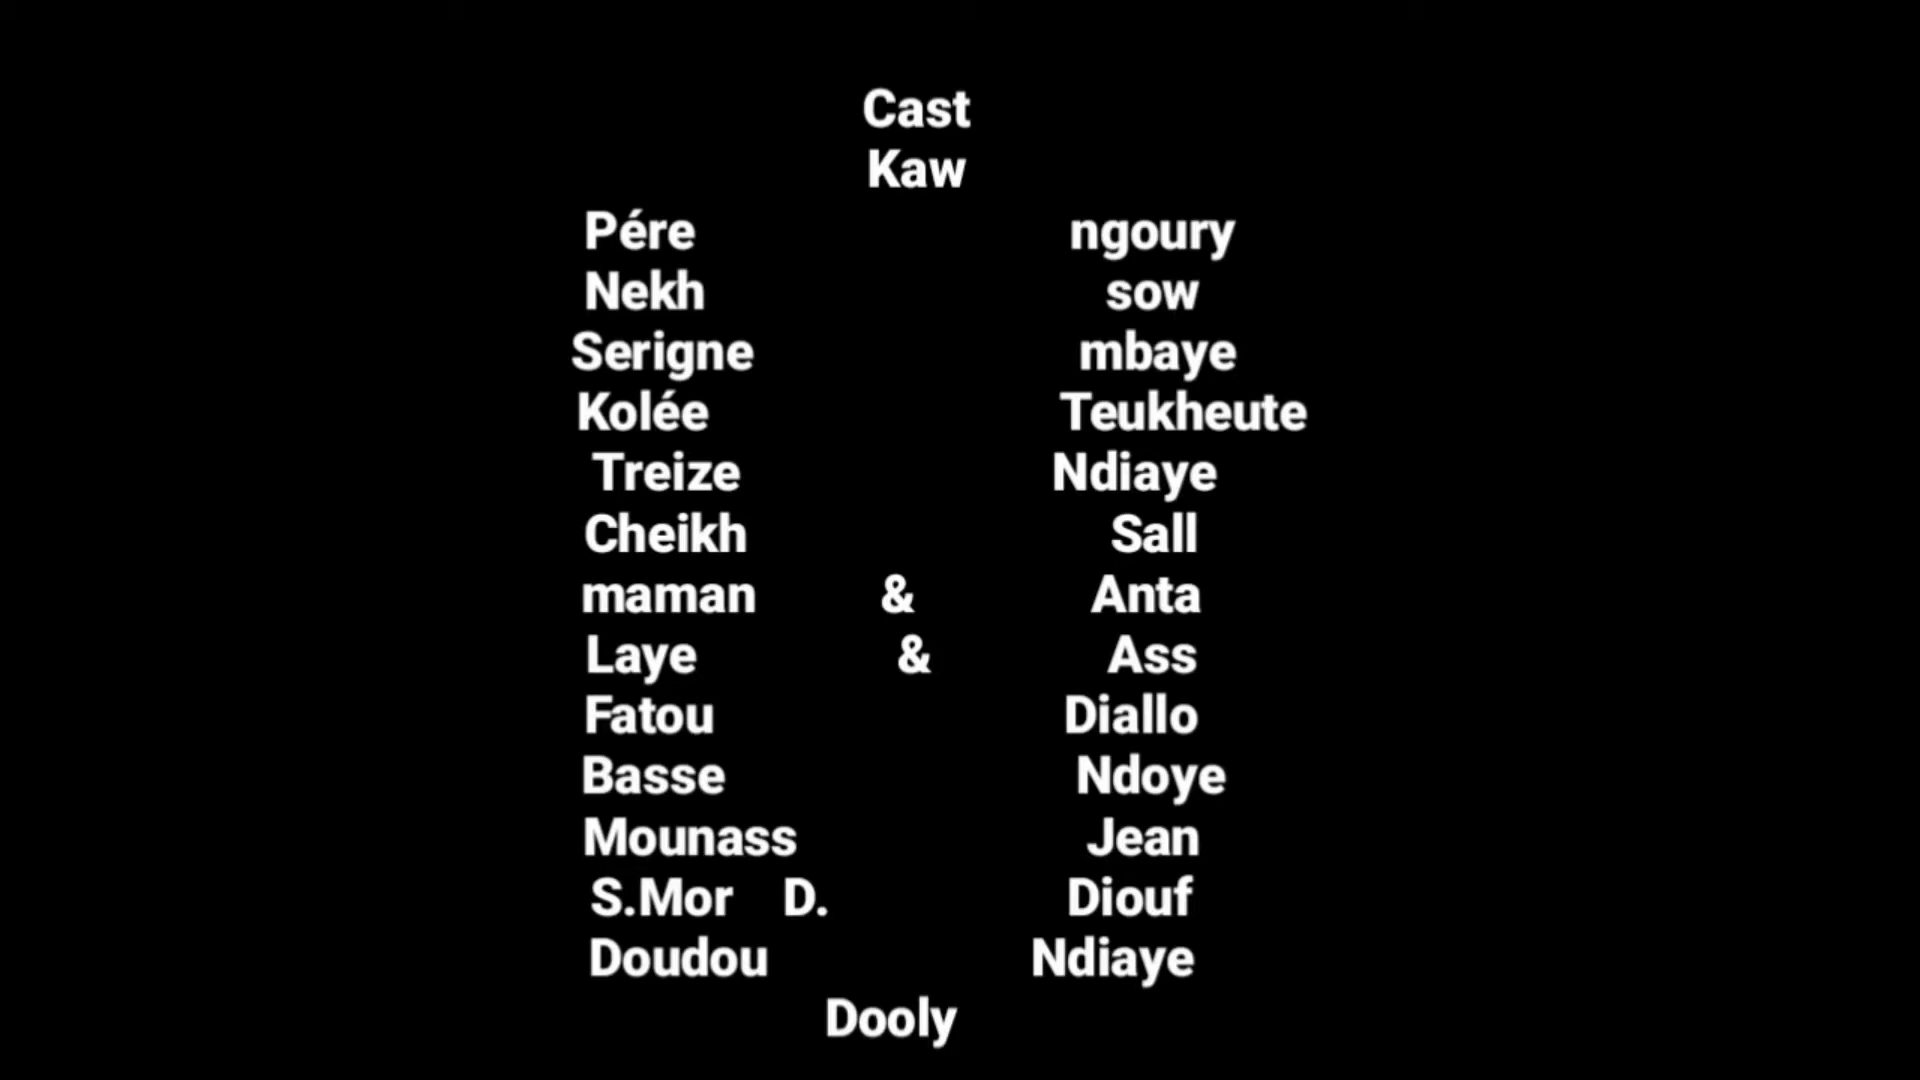 Cast
Kaw
Pére ngoury
Nekh sow
Serigne mbaye
Kolée Teukheute
Treize Ndiaye
Cheikh Sall
maman & Anta
Laye & Ass
Fatou Diallo
Basse Ndoye
Mounass Jean
S.Mor D. Diouf
Doudou Ndiaye
Dooly